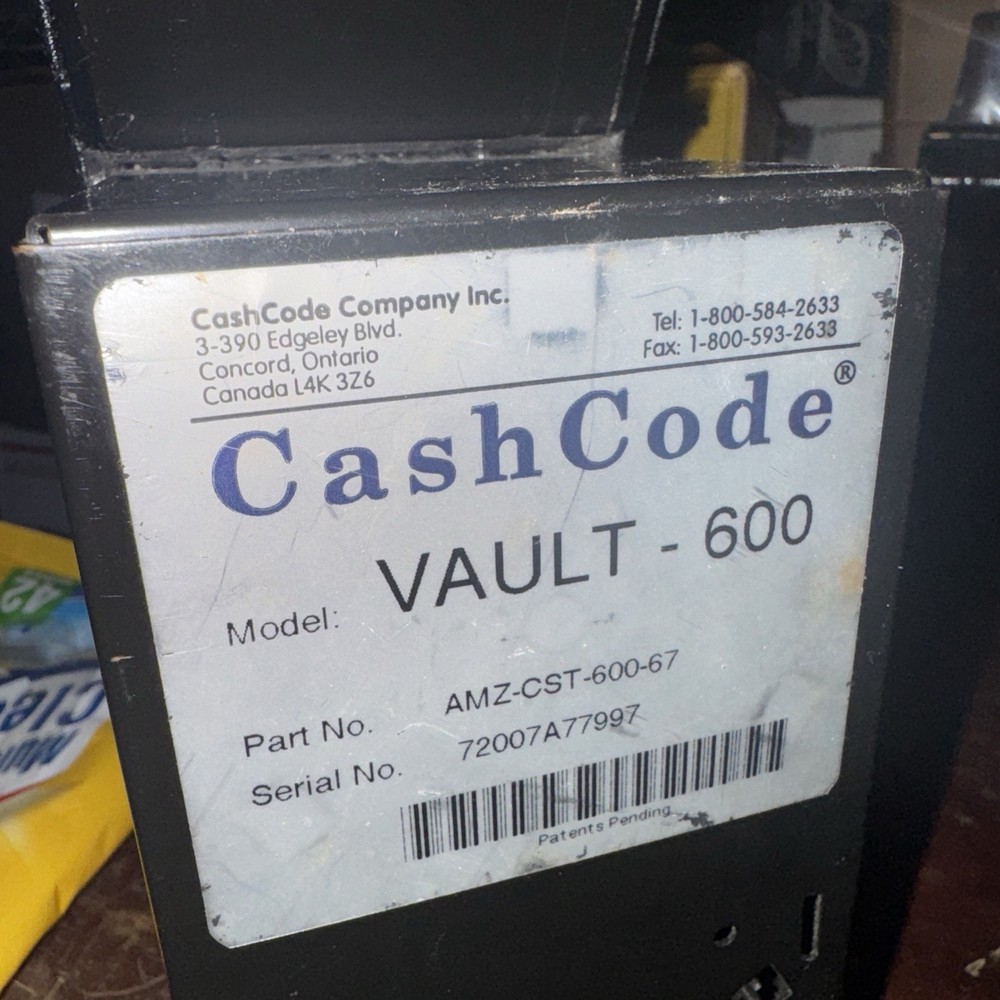 CashCode Company Inc.
3-390 Edgeley Blvd.
Concord, Ontario
Canada L4K 3Z6
Tel: 1-800-584-2633
Fax: 1-800-593-2633
CashCode®
Model: VAULT - 600
Part No. AMZ-CST-600-67
Serial No. 72007A77997
Patents Pending
A2